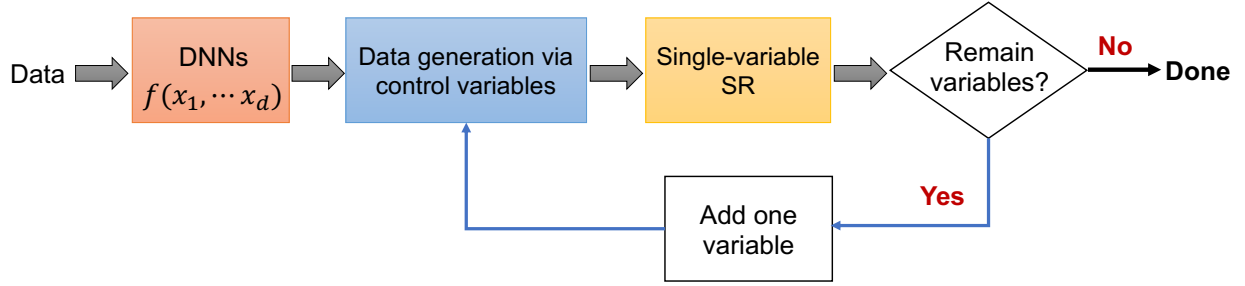 Data
DNNs
f(x₁, ⋯ x_d)
Data generation via
control variables
Single-variable
SR
Remain
variables?
No
Done
Yes
Add one
variable